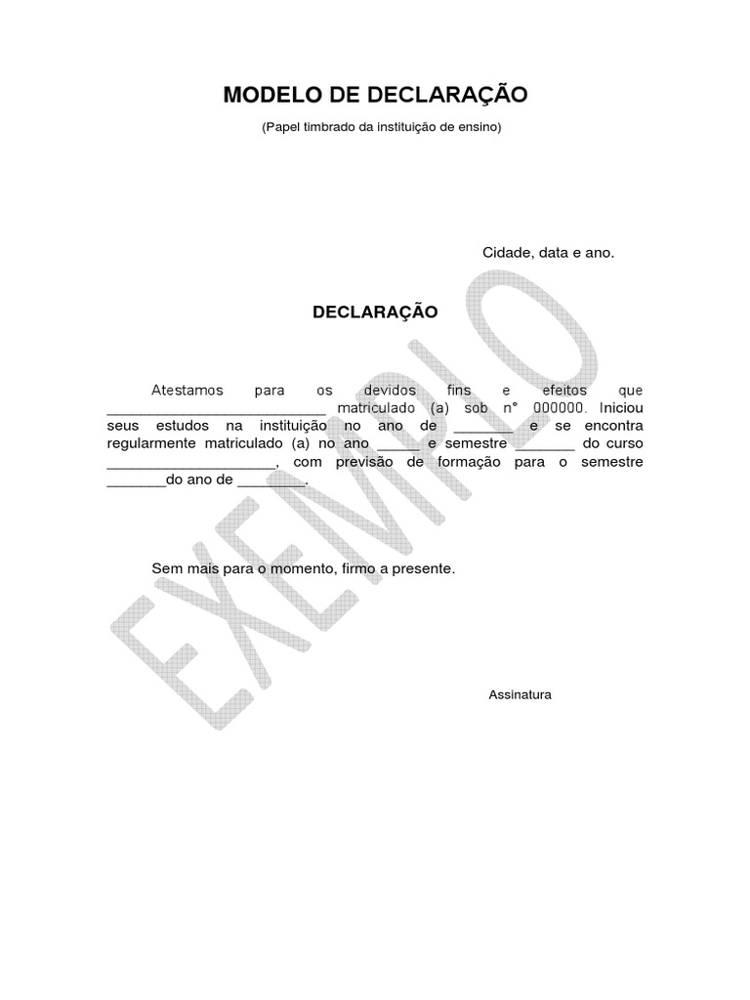 MODELO DE DECLARAÇÃO
(Papel timbrado da instituição de ensino)
Cidade, data e ano.
DECLARAÇÃO
Atestamos para os devidos fins e efeitos que
__________________________ matriculado (a) sob n° 000000. Iniciou
seus estudos na instituição no ano de _______ e se encontra
regularmente matriculado (a) no ano _____ e semestre _______ do curso
____________________, com previsão de formação para o semestre
_______do ano de ________.
Sem mais para o momento, firmo a presente.
Assinatura
EXEMPLO